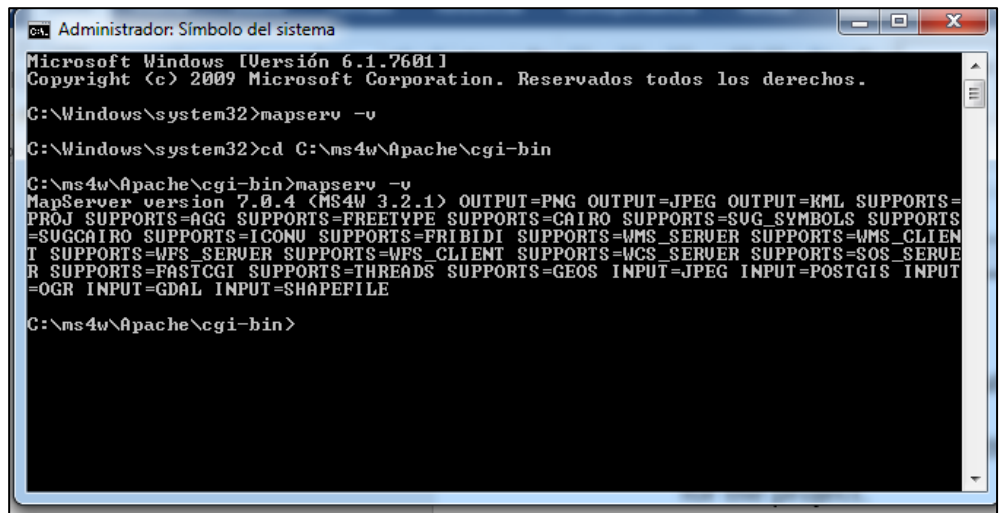 Administrador: Símbolo del sistema
Microsoft Windows [Versión 6.1.7601]
Copyright (c) 2009 Microsoft Corporation. Reservados todos los derechos.
C:\Windows\system32>mapserv -v
C:\Windows\system32>cd C:\ms4w\Apache\cgi-bin
C:\ms4w\Apache\cgi-bin>mapserv -v
MapServer version 7.0.4 (MS4W 3.2.1) OUTPUT=PNG OUTPUT=JPEG OUTPUT=KML SUPPORTS=
PROJ SUPPORTS=AGG SUPPORTS=FREETYPE SUPPORTS=CAIRO SUPPORTS=SVG_SYMBOLS SUPPORTS
=SVGCAIRO SUPPORTS=ICONV SUPPORTS=FRIBIDI SUPPORTS=WMS_SERVER SUPPORTS=WMS_CLIEN
T SUPPORTS=WFS_SERVER SUPPORTS=WFS_CLIENT SUPPORTS=WCS_SERVER SUPPORTS=SOS_SERVE
R SUPPORTS=FASTCGI SUPPORTS=THREADS SUPPORTS=GEOS INPUT=JPEG INPUT=POSTGIS INPUT
=OGR INPUT=GDAL INPUT=SHAPEFILE
C:\ms4w\Apache\cgi-bin>